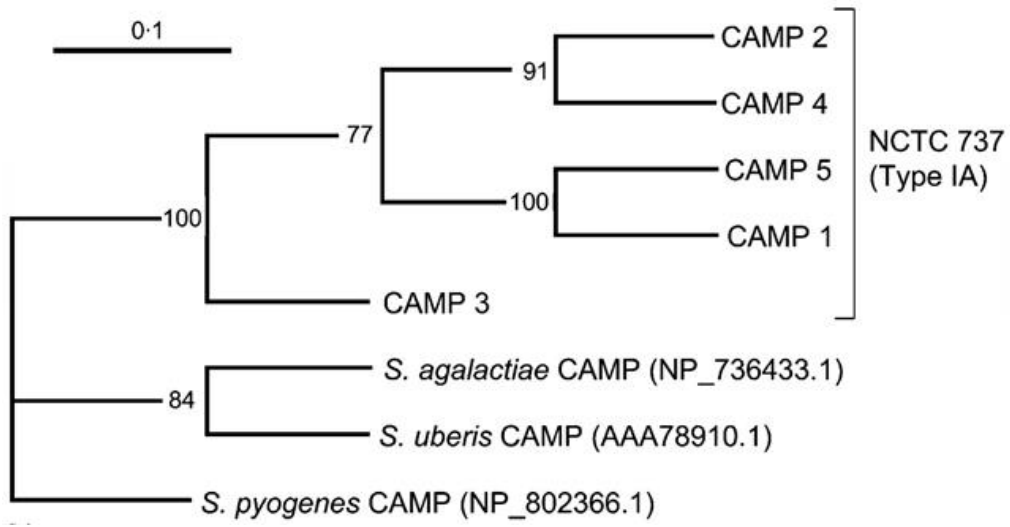 0·1
CAMP 2
91
CAMP 4
77
NCTC 737
(Type IA)
CAMP 5
100
CAMP 1
100
CAMP 3
S. agalactiae CAMP (NP_736433.1)
84
S. uberis CAMP (AAA78910.1)
S. pyogenes CAMP (NP_802366.1)